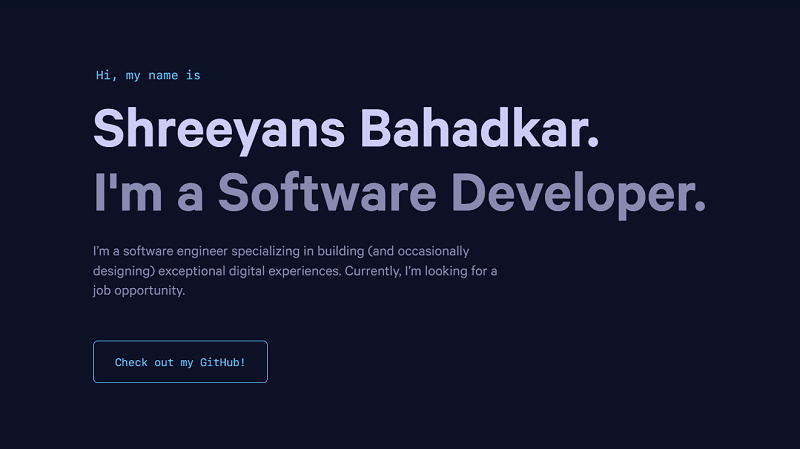 Hi, my name is
Shreeyans Bahadkar.
I'm a Software Developer.
I’m a software engineer specializing in building (and occasionally
designing) exceptional digital experiences. Currently, I’m looking for a
job opportunity.
Check out my GitHub!